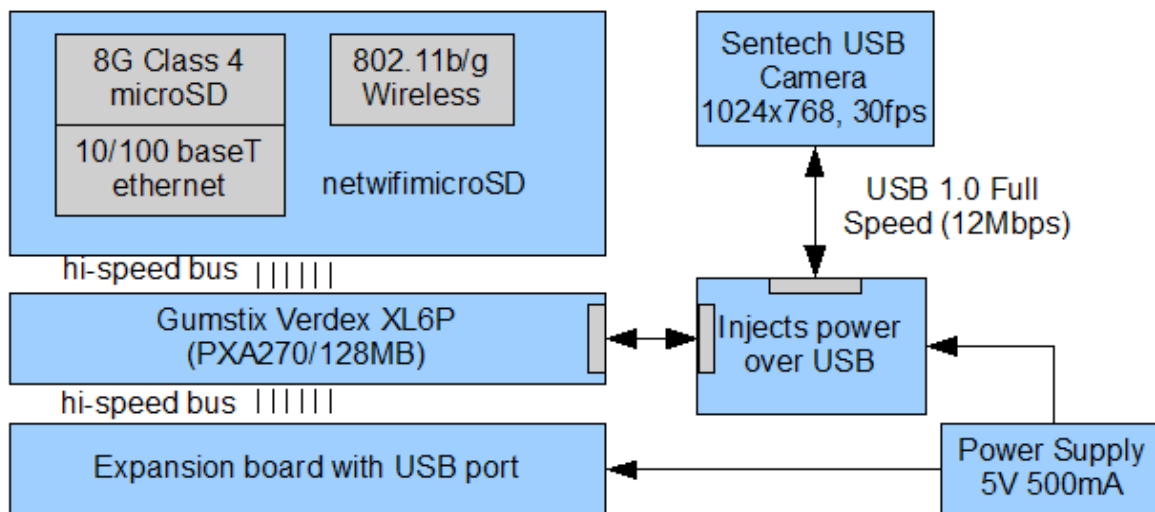 8G Class 4
microSD
10/100 baseT
ethernet
802.11b/g
Wireless
netwifimicroSD
Sentech USB
Camera
1024x768, 30fps
USB 1.0 Full
Speed (12Mbps)
hi-speed bus
Gumstix Verdex XL6P
(PXA270/128MB)
Injects power
over USB
hi-speed bus
Expansion board with USB port
Power Supply
5V 500mA